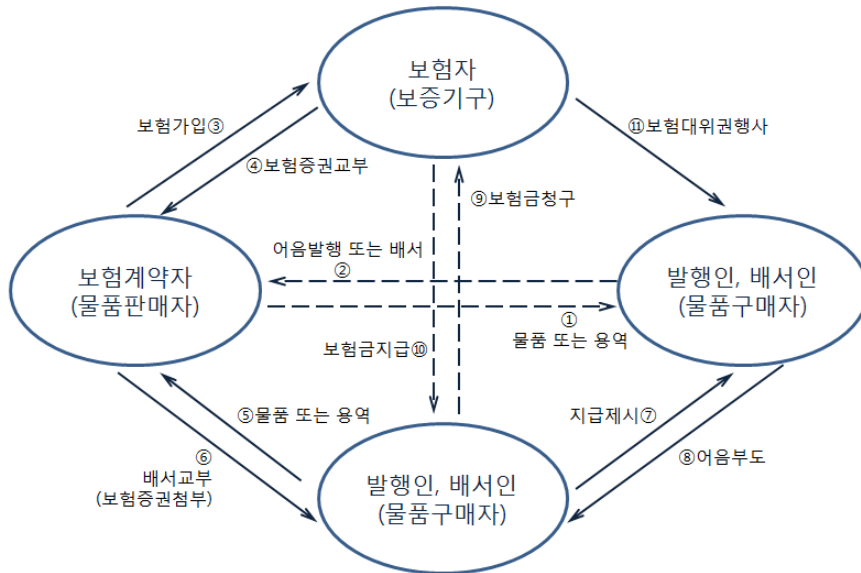 보험자
(보증기구)
보험가입③
⑪보험대위권행사
④보험증권교부
⑨보험금청구
어음발행 또는 배서
②
보험계약자
(물품판매자)
발행인, 배서인
(물품구매자)
①
물품 또는 용역
보험금지급⑩
⑤물품 또는 용역
지급제시⑦
⑥
배서교부
(보험증권첨부)
⑧어음부도
발행인, 배서인
(물품구매자)